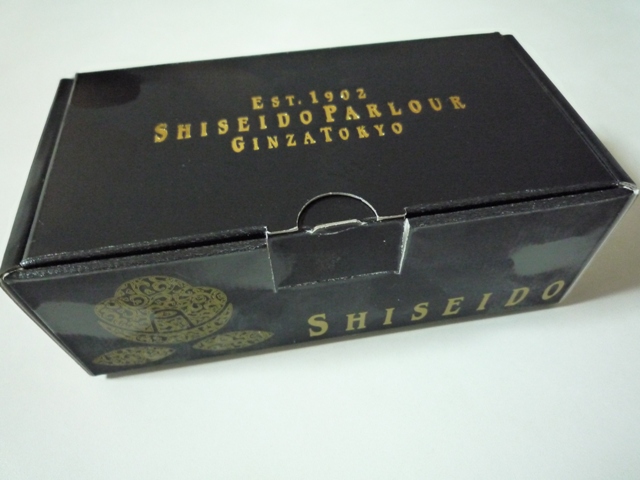 EST. 1902
SHISEIDO PARLOUR
GINZA TOKYO
SHISEIDO